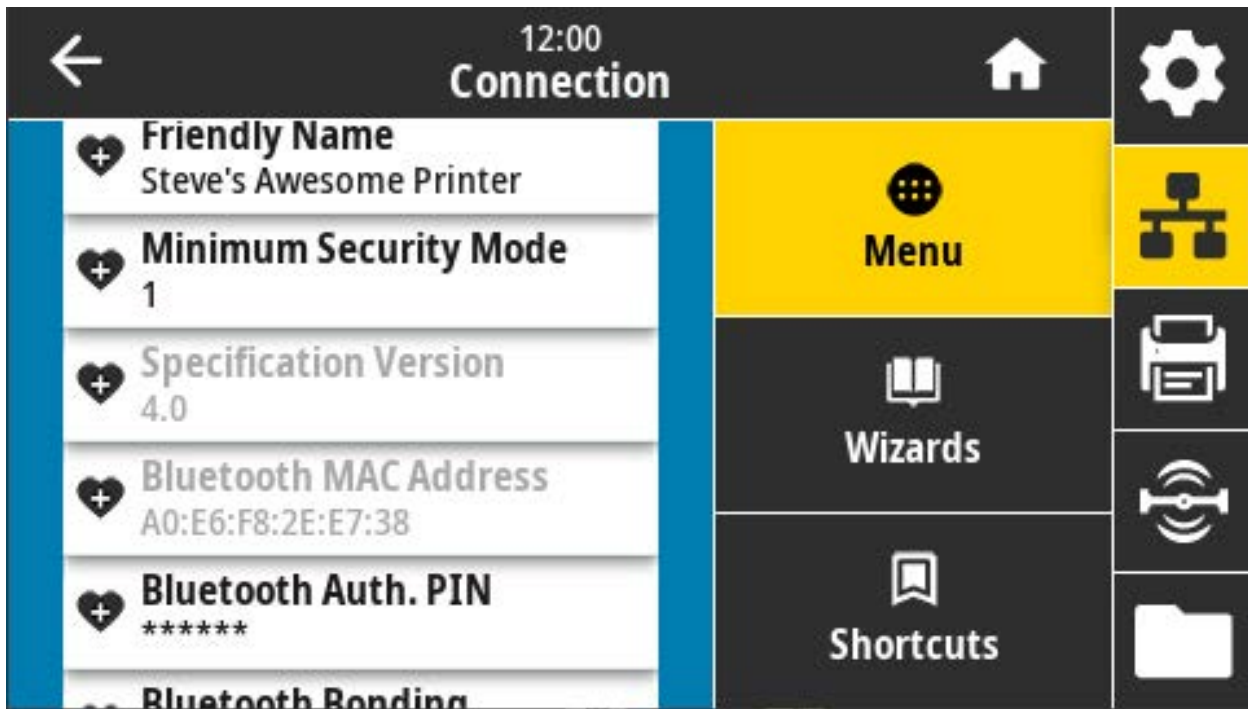 12:00
Connection
Friendly Name
Steve's Awesome Printer
Minimum Security Mode
1
Specification Version
4.0
Bluetooth MAC Address
A0:E6:F8:2E:E7:38
Bluetooth Auth. PIN
******
Bluetooth Bonding
Menu
Wizards
Shortcuts